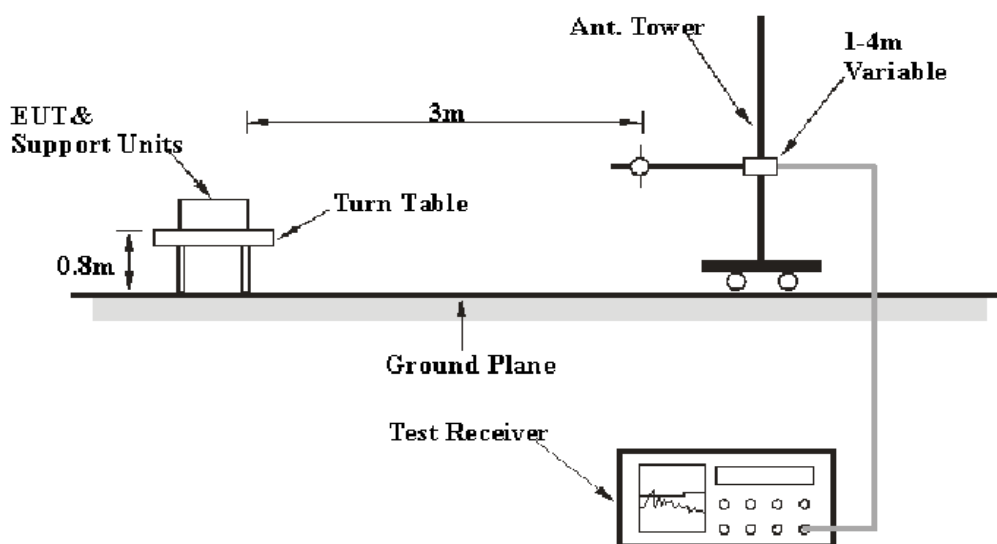 Ant. Tower
1-4m
Variable
EUT&
Support Units
3m
Turn Table
0.8m
Ground Plane
Test Receiver